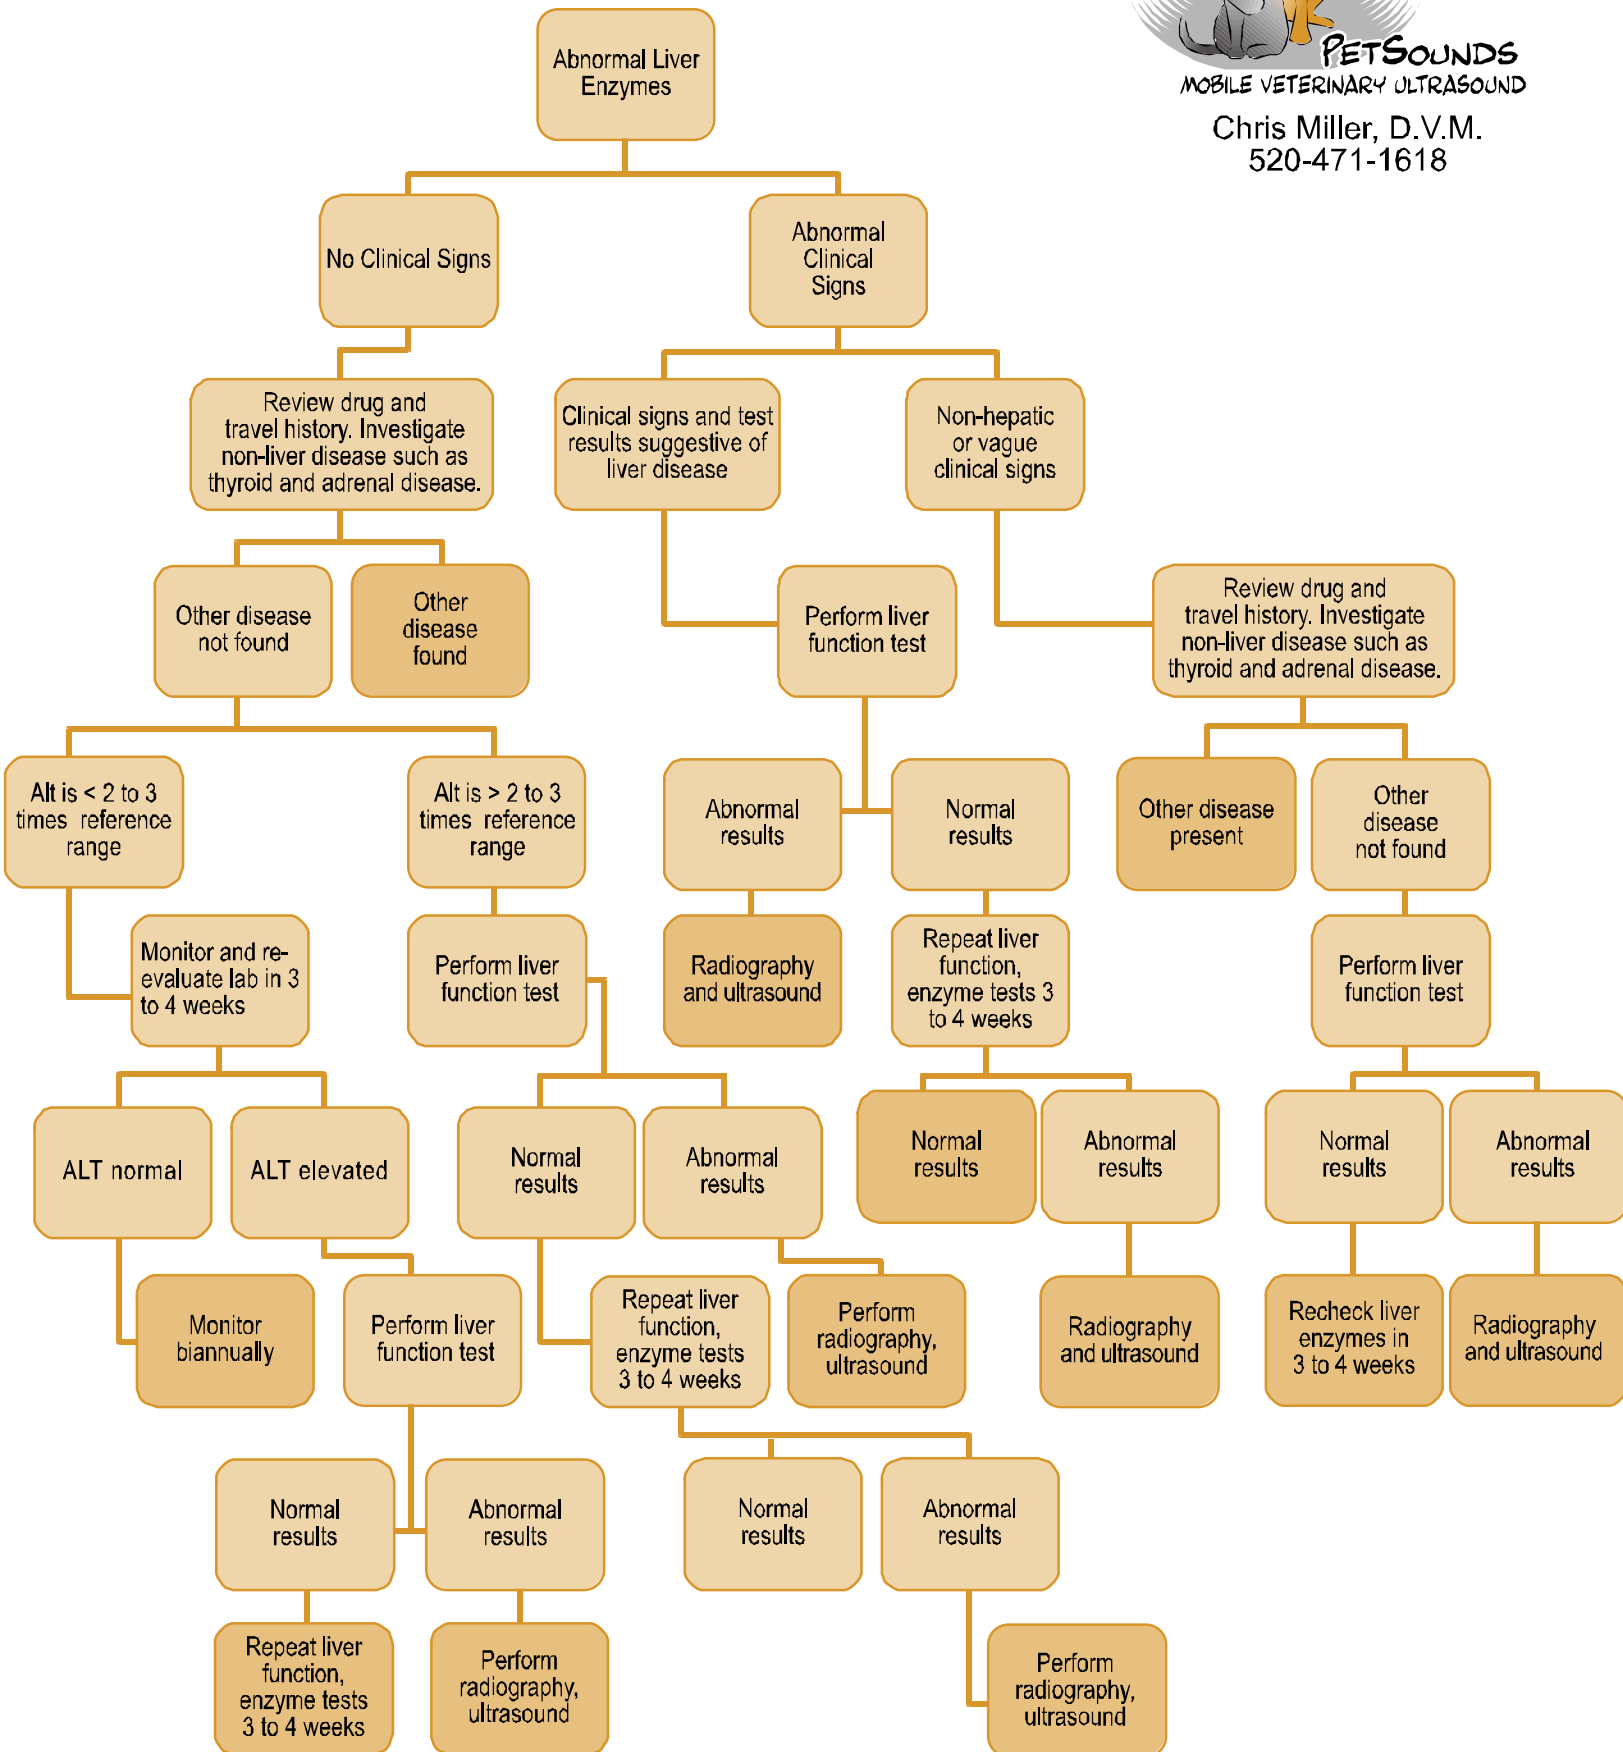 PETSOUNDS
MOBILE VETERINARY ULTRASOUND
Chris Miller, D.V.M.
520-471-1618
Abnormal Liver
Enzymes
No Clinical Signs
Abnormal
Clinical
Signs
Review drug and
travel history. Investigate
non-liver disease such as
thyroid and adrenal disease.
Clinical signs and test
results suggestive of
liver disease
Non-hepatic
or vague
clinical signs
Other disease
not found
Other
disease
found
Perform liver
function test
Review drug and
travel history. Investigate
non-liver disease such as
thyroid and adrenal disease.
Alt is < 2 to 3
times reference
range
Alt is > 2 to 3
times reference
range
Abnormal
results
Normal
results
Other disease
present
Other
disease
not found
Monitor and re-
evaluate lab in 3
to 4 weeks
Perform liver
function test
Radiography
and ultrasound
Repeat liver
function,
enzyme tests 3
to 4 weeks
Perform liver
function test
ALT normal
ALT elevated
Normal
results
Abnormal
results
Normal
results
Abnormal
results
Normal
results
Abnormal
results
Monitor
biannually
Perform liver
function test
Repeat liver
function,
enzyme tests
3 to 4 weeks
Perform
radiography,
ultrasound
Radiography
and ultrasound
Recheck liver
enzymes in
3 to 4 weeks
Radiography
and ultrasound
Normal
results
Abnormal
results
Normal
results
Abnormal
results
Repeat liver
function,
enzyme tests
3 to 4 weeks
Perform
radiography,
ultrasound
Perform
radiography,
ultrasound